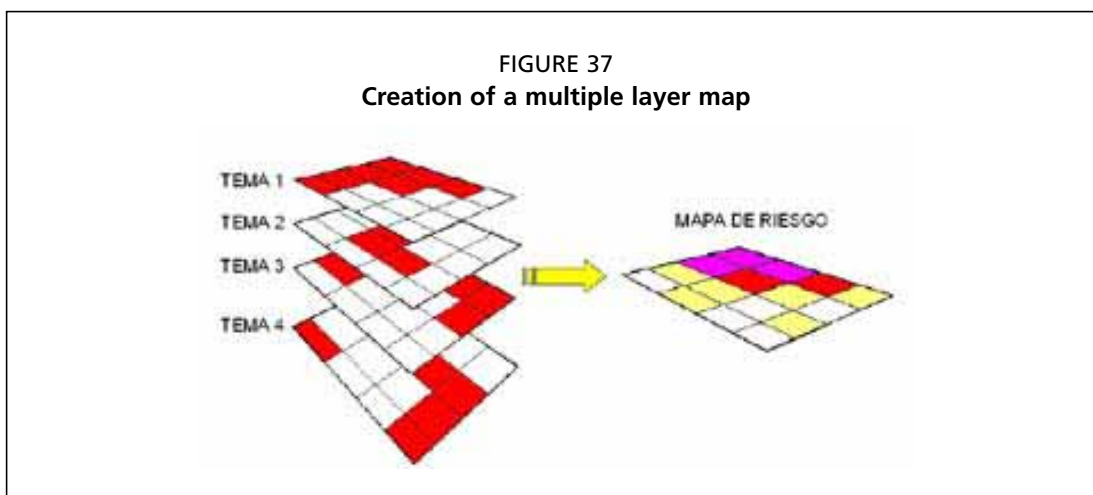 FIGURE 37
Creation of a multiple layer map
TEMA 1
TEMA 2
TEMA 3
TEMA 4
MAPA DE RIESGO